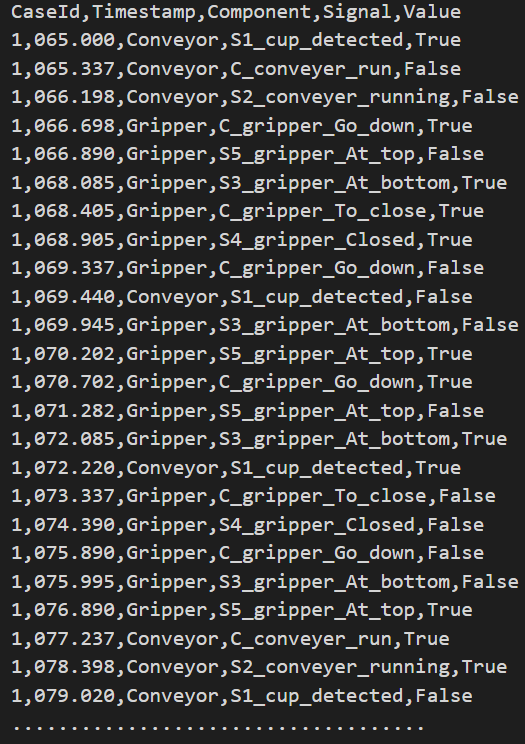 CaseId,Timestamp,Component,Signal,Value
1,065.000,Conveyor,S1_cup_detected,True
1,065.337,Conveyor,C_conveyer_run,False
1,066.198,Conveyor,S2_conveyer_running,False
1,066.698,Gripper,C_gripper_Go_down,True
1,066.890,Gripper,S5_gripper_At_top,False
1,068.085,Gripper,S3_gripper_At_bottom,True
1,068.405,Gripper,C_gripper_To_close,True
1,068.905,Gripper,S4_gripper_Closed,True
1,069.337,Gripper,C_gripper_Go_down,False
1,069.440,Conveyor,S1_cup_detected,False
1,069.945,Gripper,S3_gripper_At_bottom,False
1,070.202,Gripper,S5_gripper_At_top,True
1,070.702,Gripper,C_gripper_Go_down,True
1,071.282,Gripper,S5_gripper_At_top,False
1,072.085,Gripper,S3_gripper_At_bottom,True
1,072.220,Conveyor,S1_cup_detected,True
1,073.337,Gripper,C_gripper_To_close,False
1,074.390,Gripper,S4_gripper_Closed,False
1,075.890,Gripper,C_gripper_Go_down,False
1,075.995,Gripper,S3_gripper_At_bottom,False
1,076.890,Gripper,S5_gripper_At_top,True
1,077.237,Conveyor,C_conveyer_run,True
1,078.398,Conveyor,S2_conveyer_running,True
1,079.020,Conveyor,S1_cup_detected,False
....................................